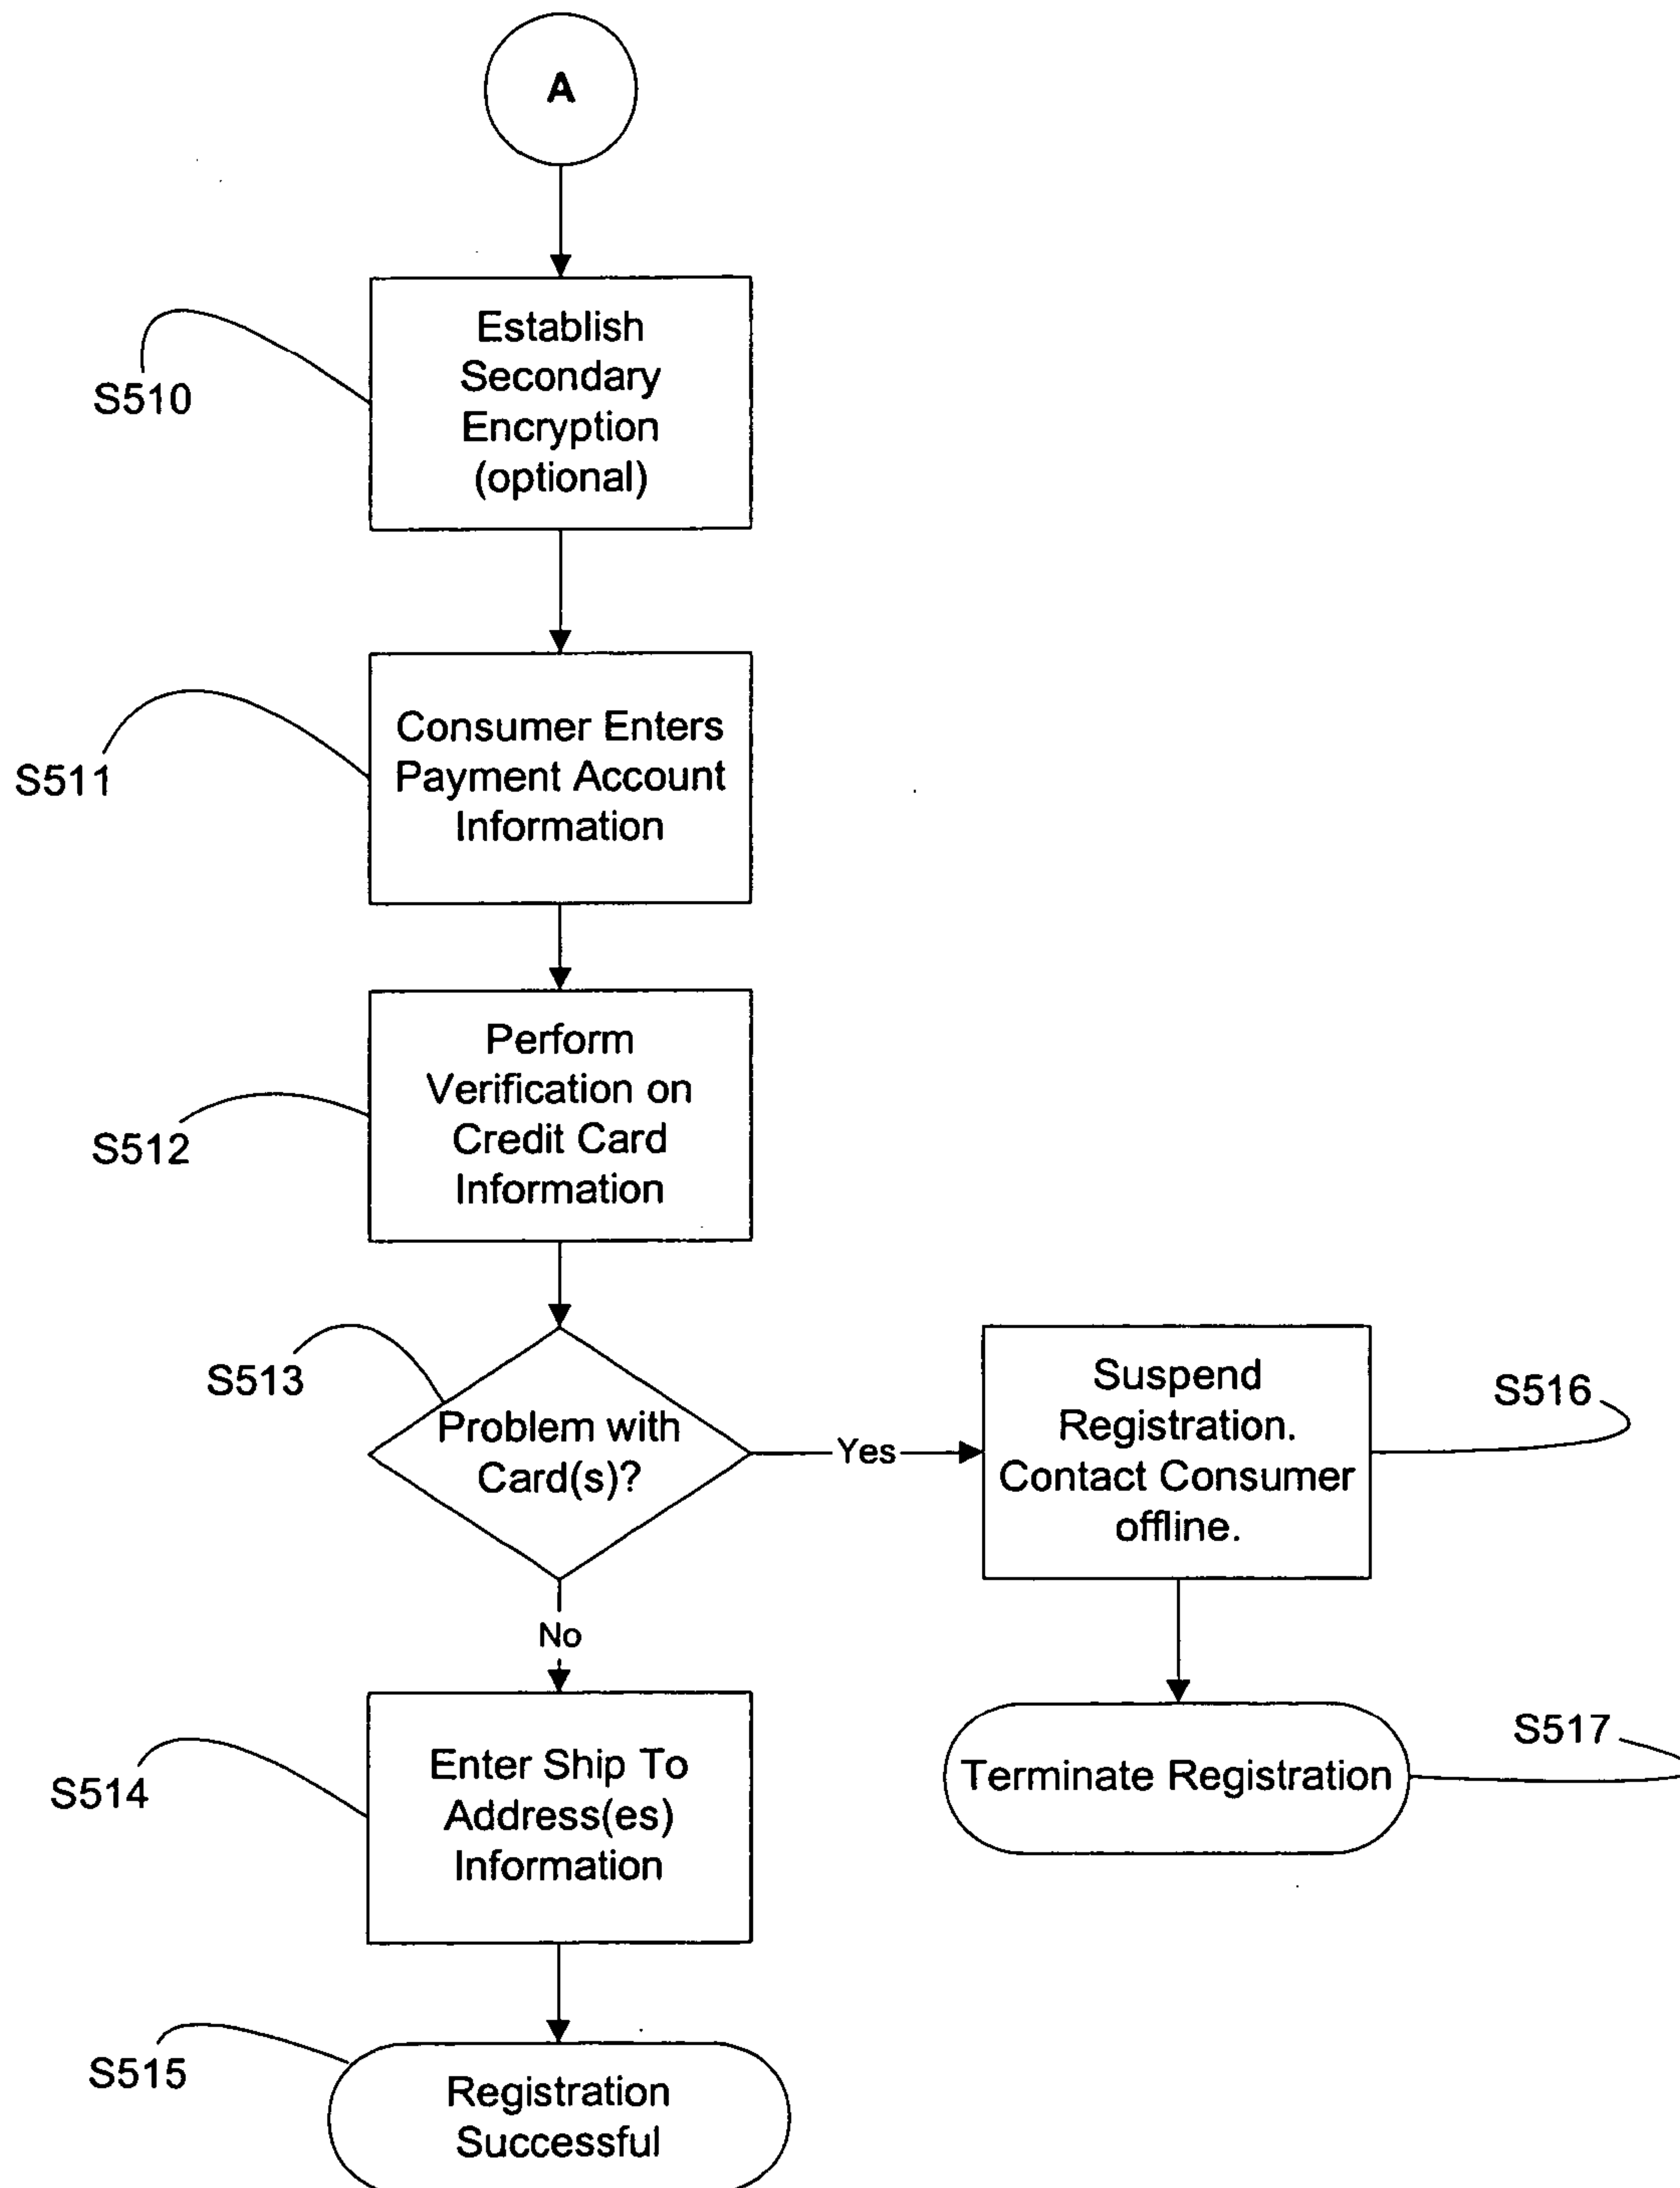 A
Establish
Secondary
Encryption
(optional)
S510
Consumer Enters
Payment Account
Information
S511
Perform
Verification on
Credit Card
Information
S512
S513
Problem with
Card(s)?
Yes
Suspend
Registration.
Contact Consumer
offline.
S516
No
Enter Ship To
Address(es)
Information
S514
Terminate Registration
S517
Registration
Successful
S515